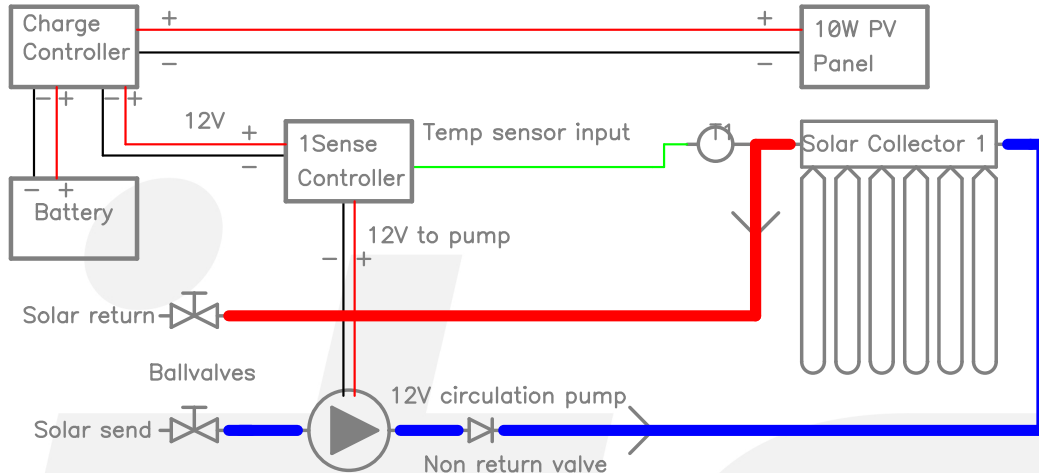 Charge
Controller
+
+
10W PV
Panel
−
−
− +
− +
12V
+
−
1Sense
Controller
Temp sensor input
T1
Solar Collector 1
− +
Battery
12V to pump
− +
Solar return
Ballvalves
12V circulation pump
Solar send
Non return valve